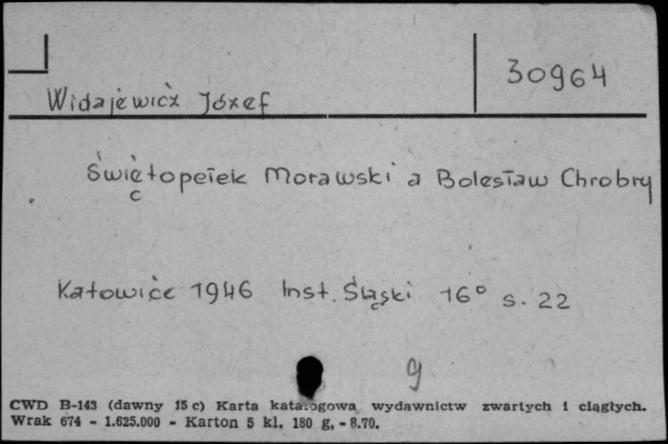 30964
Widajewicz Józef
Świętopełek Morawski a Bolesław Chrobry
Katowice 1946 Inst. Śląski 16° s. 22
9
CWD B-143 (dawny 15 c) Karta katalogowa wydawnictw zwartych i ciągłych.
Wrak 674 - 1.625.000 - Karton 5 kl. 180 g, - 8.70.